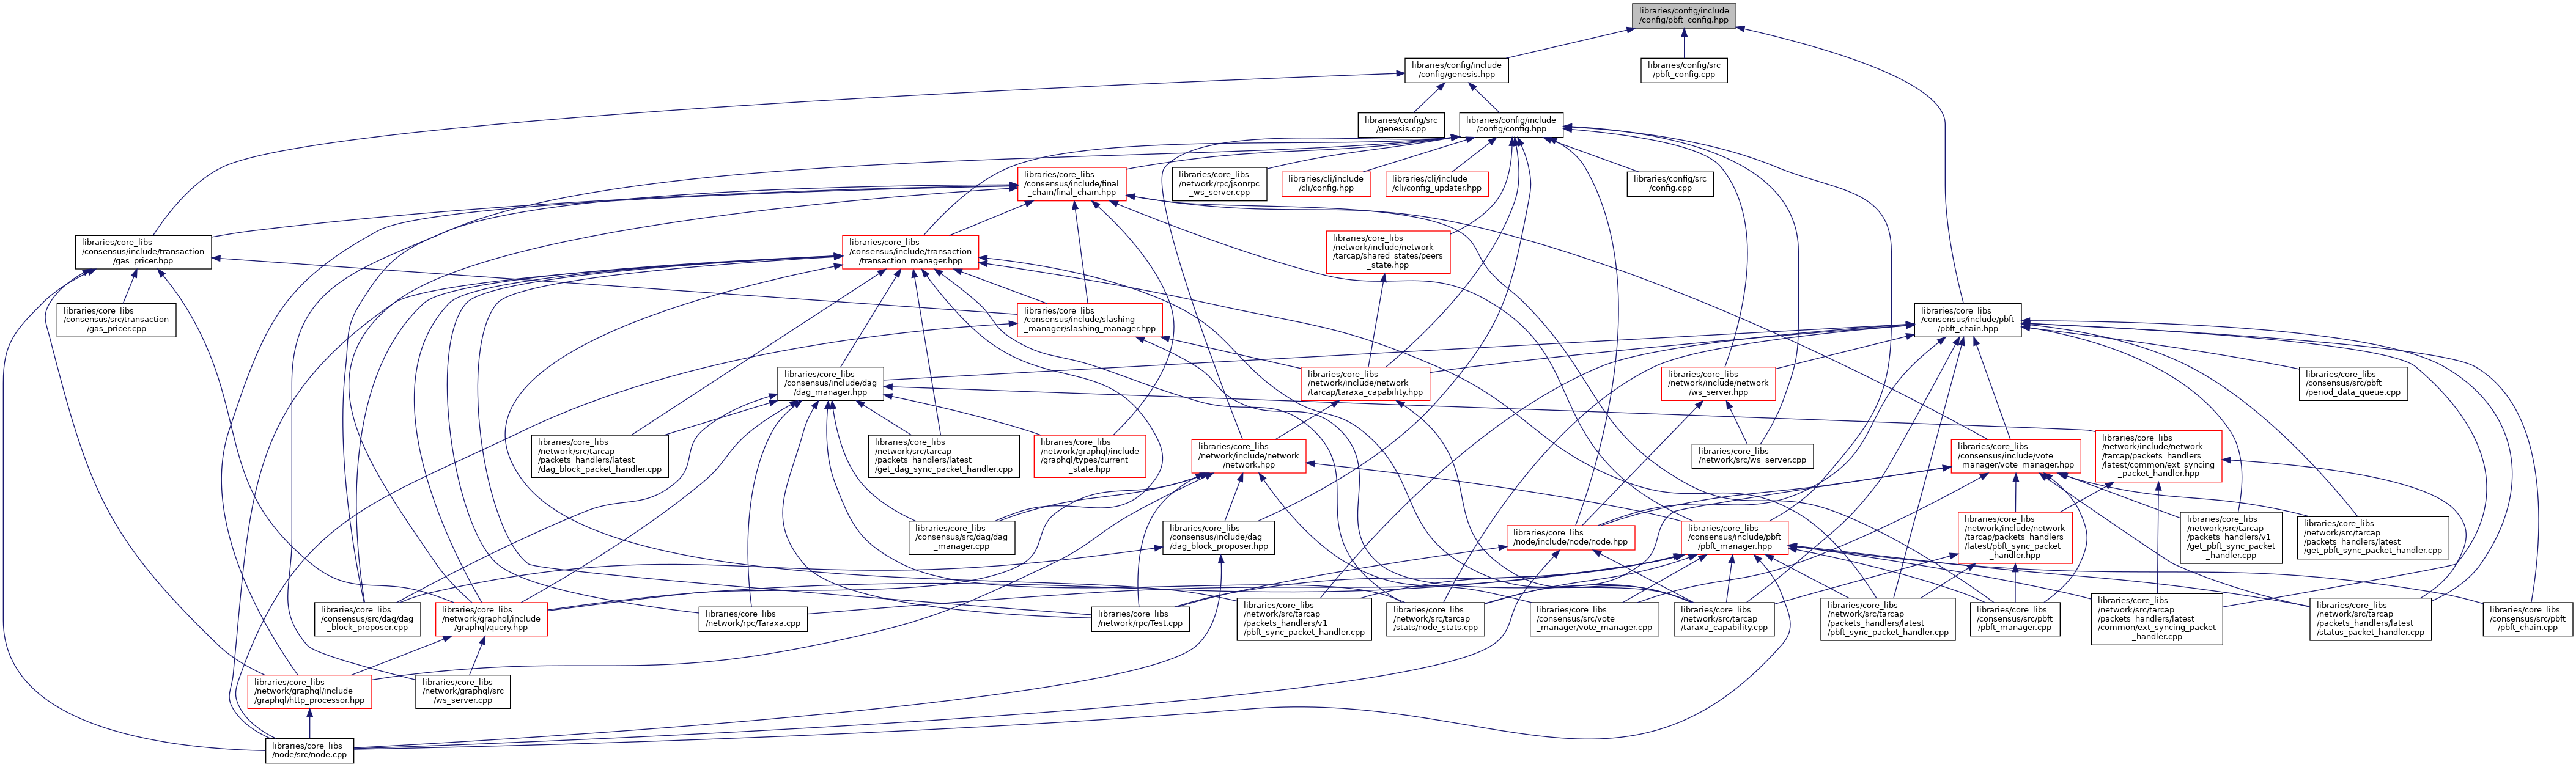 libraries/config/include
/config/pbft_config.hpp
libraries/config/include
/config/genesis.hpp
libraries/config/src
/pbft_config.cpp
libraries/config/src
/genesis.cpp
libraries/config/include
/config/config.hpp
libraries/core_libs
/consensus/include/final
_chain/final_chain.hpp
libraries/core_libs
/network/rpc/jsonrpc
_ws_server.cpp
libraries/cli/include
/cli/config.hpp
libraries/cli/include
/cli/config_updater.hpp
libraries/config/src
/config.cpp
libraries/core_libs
/consensus/include/transaction
/gas_pricer.hpp
libraries/core_libs
/consensus/include/transaction
/transaction_manager.hpp
libraries/core_libs
/network/include/network
/tarcap/shared_states/peers
_state.hpp
libraries/core_libs
/consensus/src/transaction
/gas_pricer.cpp
libraries/core_libs
/consensus/include/slashing
_manager/slashing_manager.hpp
libraries/core_libs
/consensus/include/pbft
/pbft_chain.hpp
libraries/core_libs
/consensus/include/dag
/dag_manager.hpp
libraries/core_libs
/network/include/network
/tarcap/taraxa_capability.hpp
libraries/core_libs
/network/include/network
/ws_server.hpp
libraries/core_libs
/consensus/src/pbft
/period_data_queue.cpp
libraries/core_libs
/network/src/tarcap
/packets_handlers/latest
/dag_block_packet_handler.cpp
libraries/core_libs
/network/src/tarcap
/packets_handlers/latest
/get_dag_sync_packet_handler.cpp
libraries/core_libs
/network/graphql/include
/graphql/types/current
_state.hpp
libraries/core_libs
/network/include/network
/network.hpp
libraries/core_libs
/network/src/ws_server.cpp
libraries/core_libs
/consensus/include/vote
_manager/vote_manager.hpp
libraries/core_libs
/network/include/network
/tarcap/packets_handlers
/latest/common/ext_syncing
_packet_handler.hpp
libraries/core_libs
/consensus/src/dag/dag
_manager.cpp
libraries/core_libs
/consensus/include/dag
/dag_block_proposer.hpp
libraries/core_libs
/node/include/node/node.hpp
libraries/core_libs
/consensus/include/pbft
/pbft_manager.hpp
libraries/core_libs
/network/include/network
/tarcap/packets_handlers
/latest/pbft_sync_packet
_handler.hpp
libraries/core_libs
/network/src/tarcap
/packets_handlers/v1
/get_pbft_sync_packet
_handler.cpp
libraries/core_libs
/network/src/tarcap
/packets_handlers/latest
/get_pbft_sync_packet_handler.cpp
libraries/core_libs
/consensus/src/dag/dag
_block_proposer.cpp
libraries/core_libs
/network/graphql/include
/graphql/query.hpp
libraries/core_libs
/network/rpc/Taraxa.cpp
libraries/core_libs
/network/rpc/Test.cpp
libraries/core_libs
/network/src/tarcap
/packets_handlers/v1
/pbft_sync_packet_handler.cpp
libraries/core_libs
/network/src/tarcap
/stats/node_stats.cpp
libraries/core_libs
/consensus/src/vote
_manager/vote_manager.cpp
libraries/core_libs
/network/src/tarcap
/taraxa_capability.cpp
libraries/core_libs
/network/src/tarcap
/packets_handlers/latest
/pbft_sync_packet_handler.cpp
libraries/core_libs
/consensus/src/pbft
/pbft_manager.cpp
libraries/core_libs
/network/src/tarcap
/packets_handlers/latest
/common/ext_syncing_packet
_handler.cpp
libraries/core_libs
/network/src/tarcap
/packets_handlers/latest
/status_packet_handler.cpp
libraries/core_libs
/consensus/src/pbft
/pbft_chain.cpp
libraries/core_libs
/network/graphql/include
/graphql/http_processor.hpp
libraries/core_libs
/network/graphql/src
/ws_server.cpp
libraries/core_libs
/node/src/node.cpp